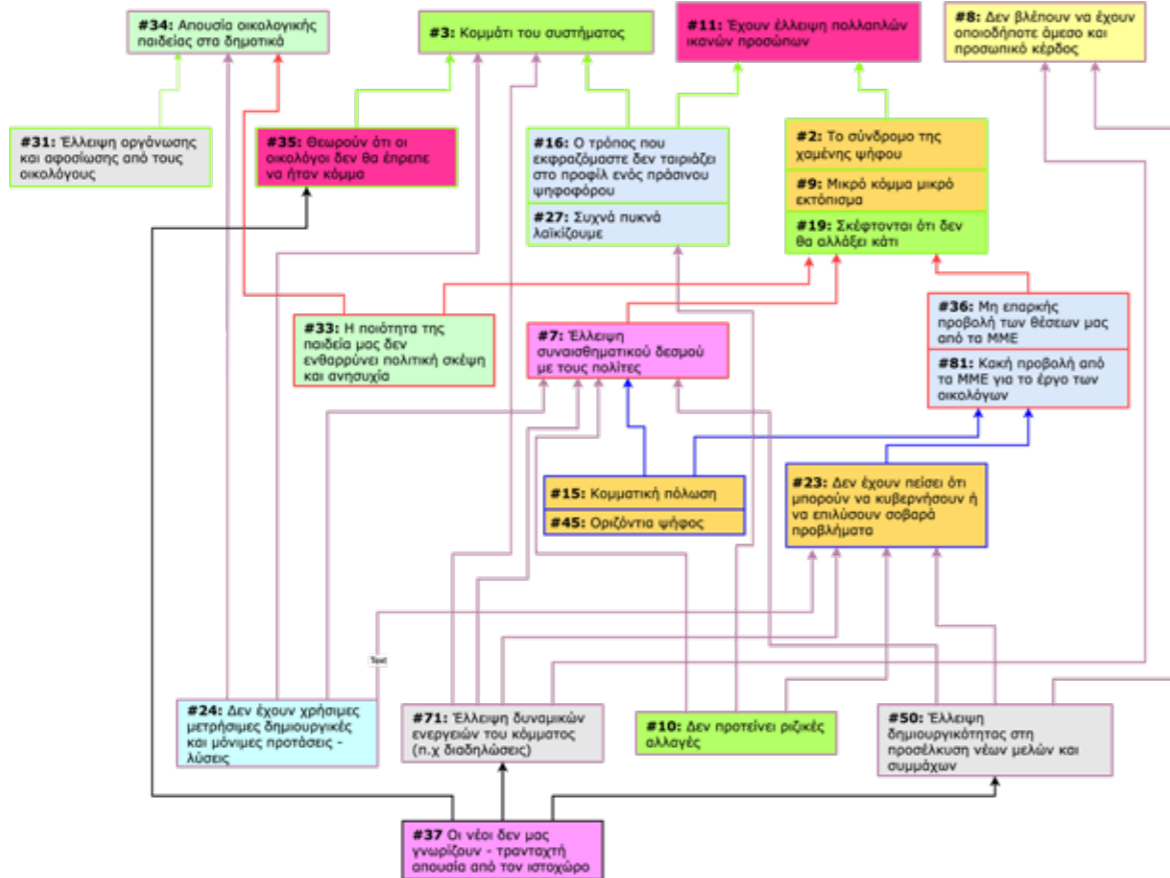 #34: Απουσία οικολογικής
παιδείας στα δημοτικά
#3: Κομμάτι του συστήματος
#11: Έχουν έλλειψη πολλαπλών
ικανών προσώπων
#8: Δεν βλέπουν να έχουν
οποιοδήποτε άμεσο και
προσωπικό κέρδος
#31: Έλλειψη οργάνωσης
και αφοσίωσης από τους
οικολόγους
#35: Θεωρούν ότι οι
οικολόγοι δεν θα έπρεπε
να ήταν κόμμα
#16: Ο τρόπος που
εκφραζόμαστε δεν ταιριάζει
στο προφίλ ενός πράσινου
ψηφοφόρου
#27: Συχνά πυκνά
λαϊκίζουμε
#2: Το σύνδρομο της
χαμένης ψήφου
#9: Μικρό κόμμα μικρό
εκτόπισμα
#19: Σκέφτονται ότι δεν
θα αλλάξει κάτι
#33: Η ποιότητα της
παιδεία μας δεν
ενθαρρύνει πολιτική σκέψη
και ανησυχία
#7: Έλλειψη
συναισθηματικού δεσμού
με τους πολίτες
#36: Μη επαρκής
προβολή των θέσεων μας
από τα ΜΜΕ
#81: Κακή προβολή από
τα ΜΜΕ για το έργο των
οικολόγων
#15: Κομματική πόλωση
#45: Οριζόντια ψήφος
#23: Δεν έχουν πείσει ότι
μπορούν να κυβερνήσουν ή
να επιλύσουν σοβαρά
προβλήματα
Text
#24: Δεν έχουν χρήσιμες
μετρήσιμες δημιουργικές
και μόνιμες προτάσεις -
λύσεις
#71: Έλλειψη δυναμικών
ενεργειών του κόμματος
(π.χ διαδηλώσεις)
#10: Δεν προτείνει ριζικές
αλλαγές
#50: Έλλειψη
δημιουργικότητας στη
προσέλκυση νέων μελών και
συμμάχων
#37 Οι νέοι δεν μας
γνωρίζουν - τρανταχτή
απουσία από τον ιστοχώρο